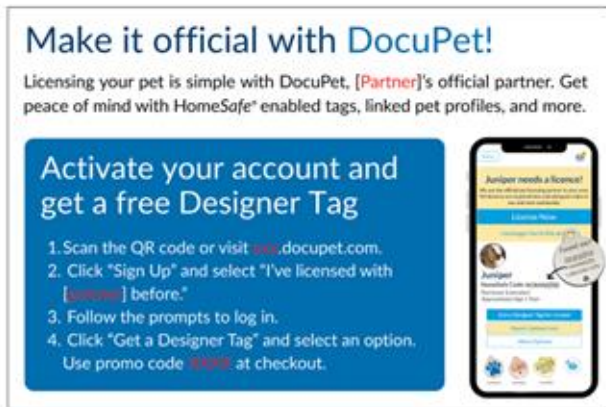 Make it official with DocuPet!
Licensing your pet is simple with DocuPet, [Partner]'s official partner. Get
peace of mind with HomeSafe® enabled tags, linked pet profiles, and more.
Activate your account and
get a free Designer Tag
1. Scan the QR code or visit .docupet.com.
2. Click "Sign Up" and select "I've licensed with
[partner] before."
3. Follow the prompts to log in.
4. Click "Get a Designer Tag" and select an option.
Use promo code at checkout.
Juniper needs a licence!
License Now
Juniper